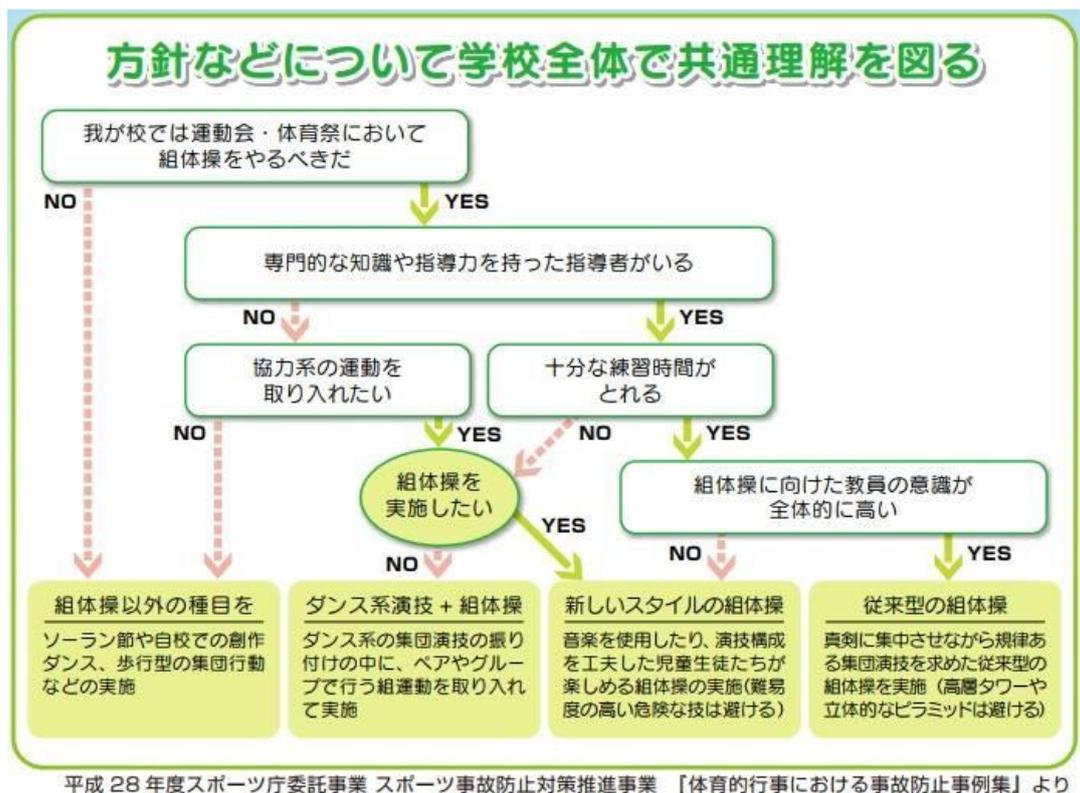 方針などについて学校全体で共通理解を図る
我が校では運動会・体育祭において
組体操をやるべきだ
NO
YES
専門的な知識や指導力を持った指導者がいる
NO
YES
協力系の運動を
取り入れたい
十分な練習時間が
とれる
NO
YES
NO
YES
組体操を
実施したい
組体操に向けた教員の意識が
全体的に高い
YES
NO
NO
YES
組体操以外の種目を
ソーラン節や自校での創作
ダンス、歩行型の集団行動
などの実施
ダンス系演技+組体操
ダンス系の集団演技の振り
付けの中に、ペアやグルー
プで行う組運動を取り入れ
て実施
新しいスタイルの組体操
音楽を使用したり、演技構成
を工夫した児童生徒たちが
楽しめる組体操の実施(難易
度の高い危険な技は避ける)
従来型の組体操
真剣に集中させながら規律あ
る集団演技を求めた従来型の
組体操を実施(高層タワーや
立体的なピラミッドは避ける)
平成28年度スポーツ庁委託事業 スポーツ事故防止対策推進事業 『体育的行事における事故防止事例集』より